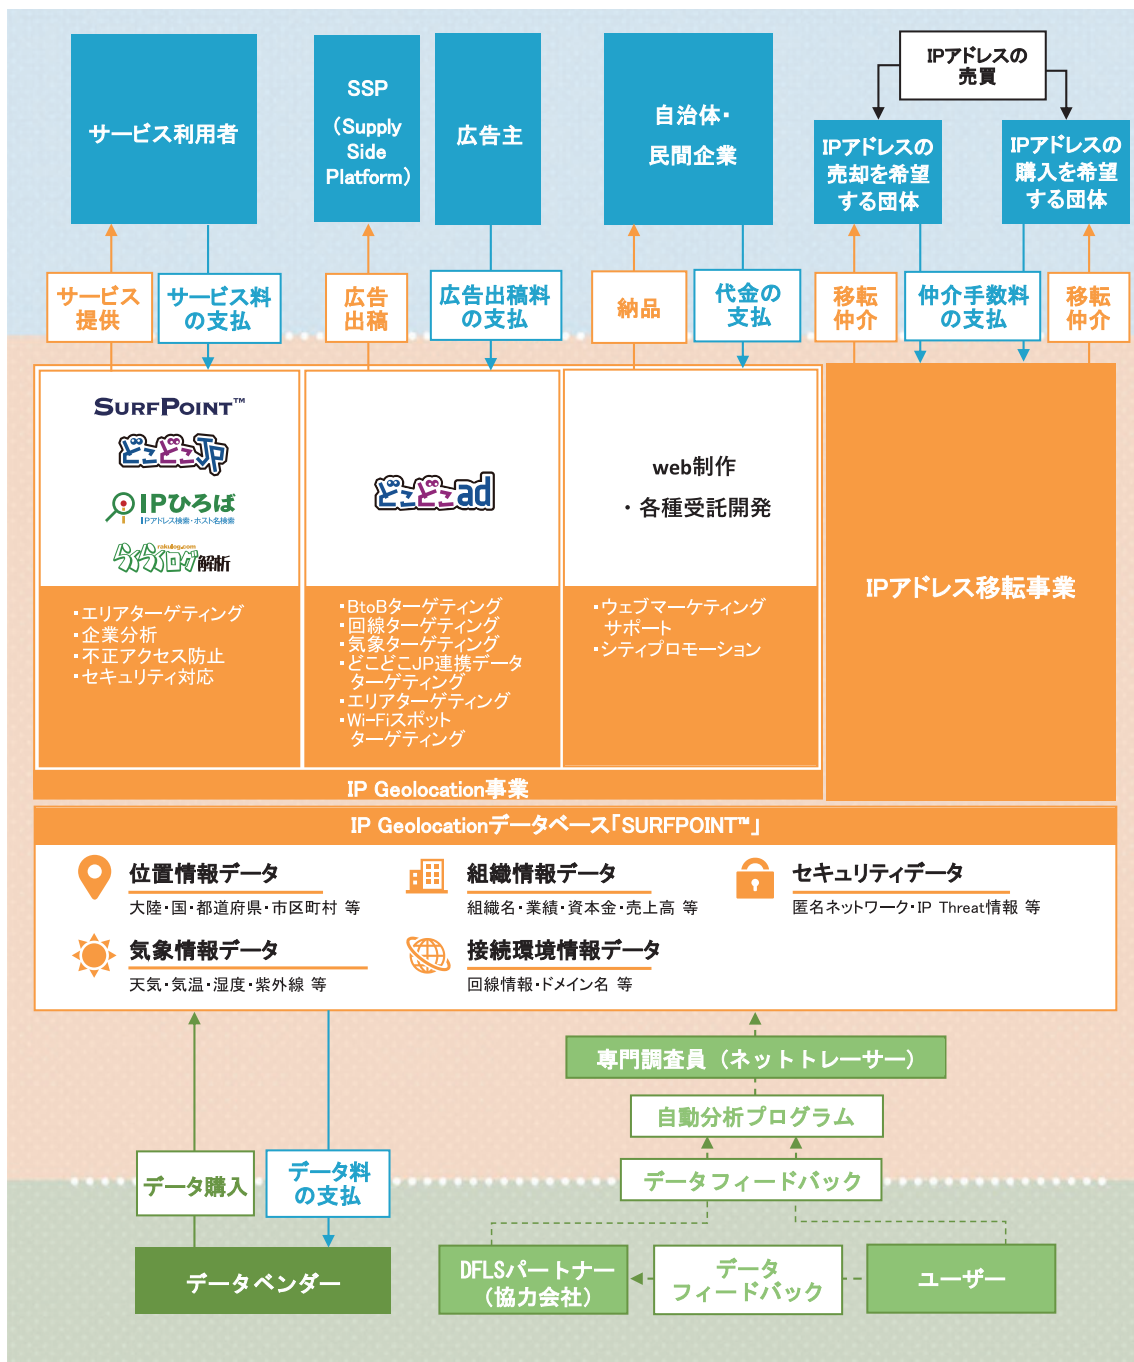 IPアドレスの
売買
サービス利用者
SSP
（Supply
Side
Platform）
広告主
自治体・
民間企業
IPアドレスの
売却を希望
する団体
IPアドレスの
購入を希望
する団体
サービス
提供
サービス料
の支払
広告
出稿
広告出稿料
の支払
納品
代金の
支払
移転
仲介
仲介手数料
の支払
移転
仲介
SURFPOINT™
どこどこJP
IPひろば
IPアドレス検索・ホスト名検索
rakulog.com
らくらくログ解析
どこどこad
web制作
・各種受託開発
・エリアターゲティング
・企業分析
・不正アクセス防止
・セキュリティ対応
・BtoBターゲティング
・回線ターゲティング
・気象ターゲティング
・どこどこJP連携データ
ターゲティング
・エリアターゲティング
・Wi-Fiスポット
ターゲティング
・ウェブマーケティング
サポート
・シティプロモーション
IPアドレス移転事業
IP Geolocation事業
IP Geolocationデータベース「SURFPOINT™」
位置情報データ
大陸・国・都道府県・市区町村 等
組織情報データ
組織名・業績・資本金・売上高 等
セキュリティデータ
匿名ネットワーク・IP Threat情報 等
気象情報データ
天気・気温・湿度・紫外線 等
接続環境情報データ
回線情報・ドメイン名 等
専門調査員（ネットトレーサー）
自動分析プログラム
データフィードバック
データ購入
データ料
の支払
データベンダー
DFLSパートナー
（協力会社）
データ
フィードバック
ユーザー